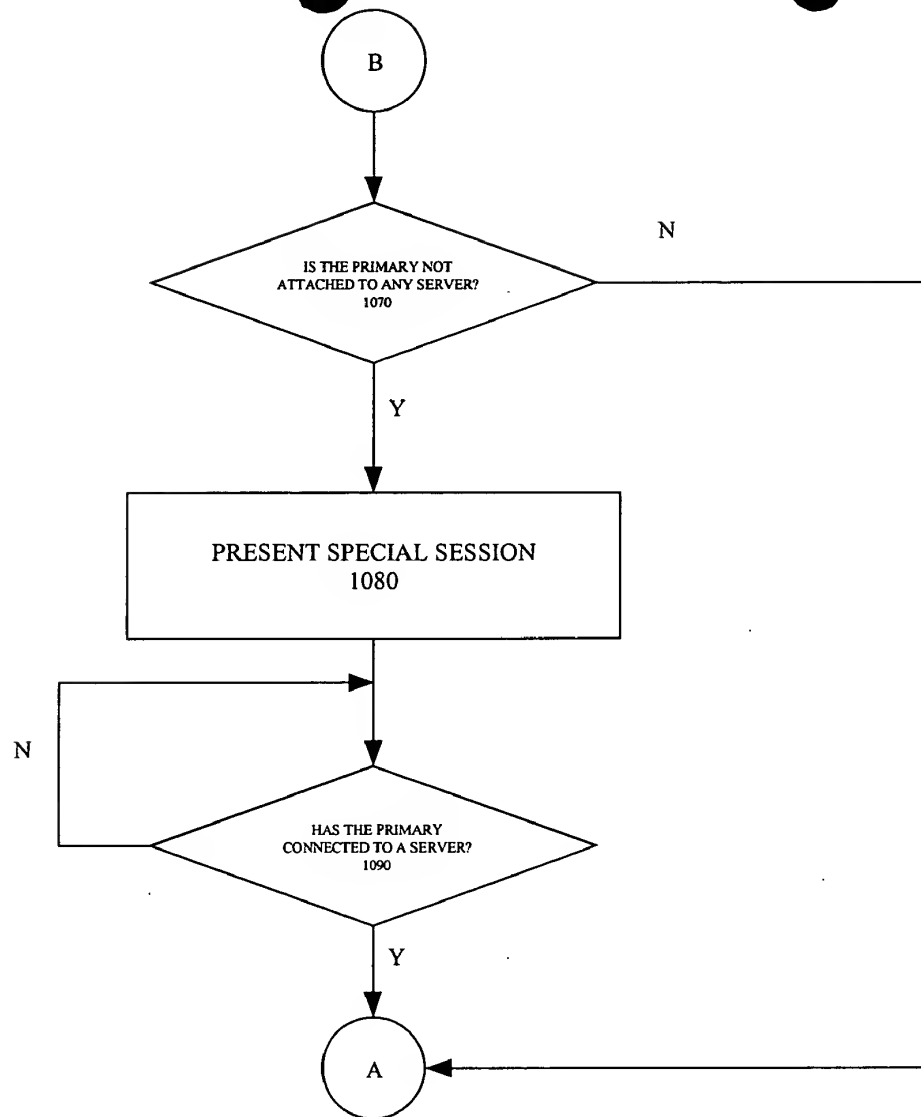 B
N
IS THE PRIMARY NOT
ATTACHED TO ANY SERVER?
1070
Y
PRESENT SPECIAL SESSION
1080
N
HAS THE PRIMARY
CONNECTED TO A SERVER?
1090
Y
A